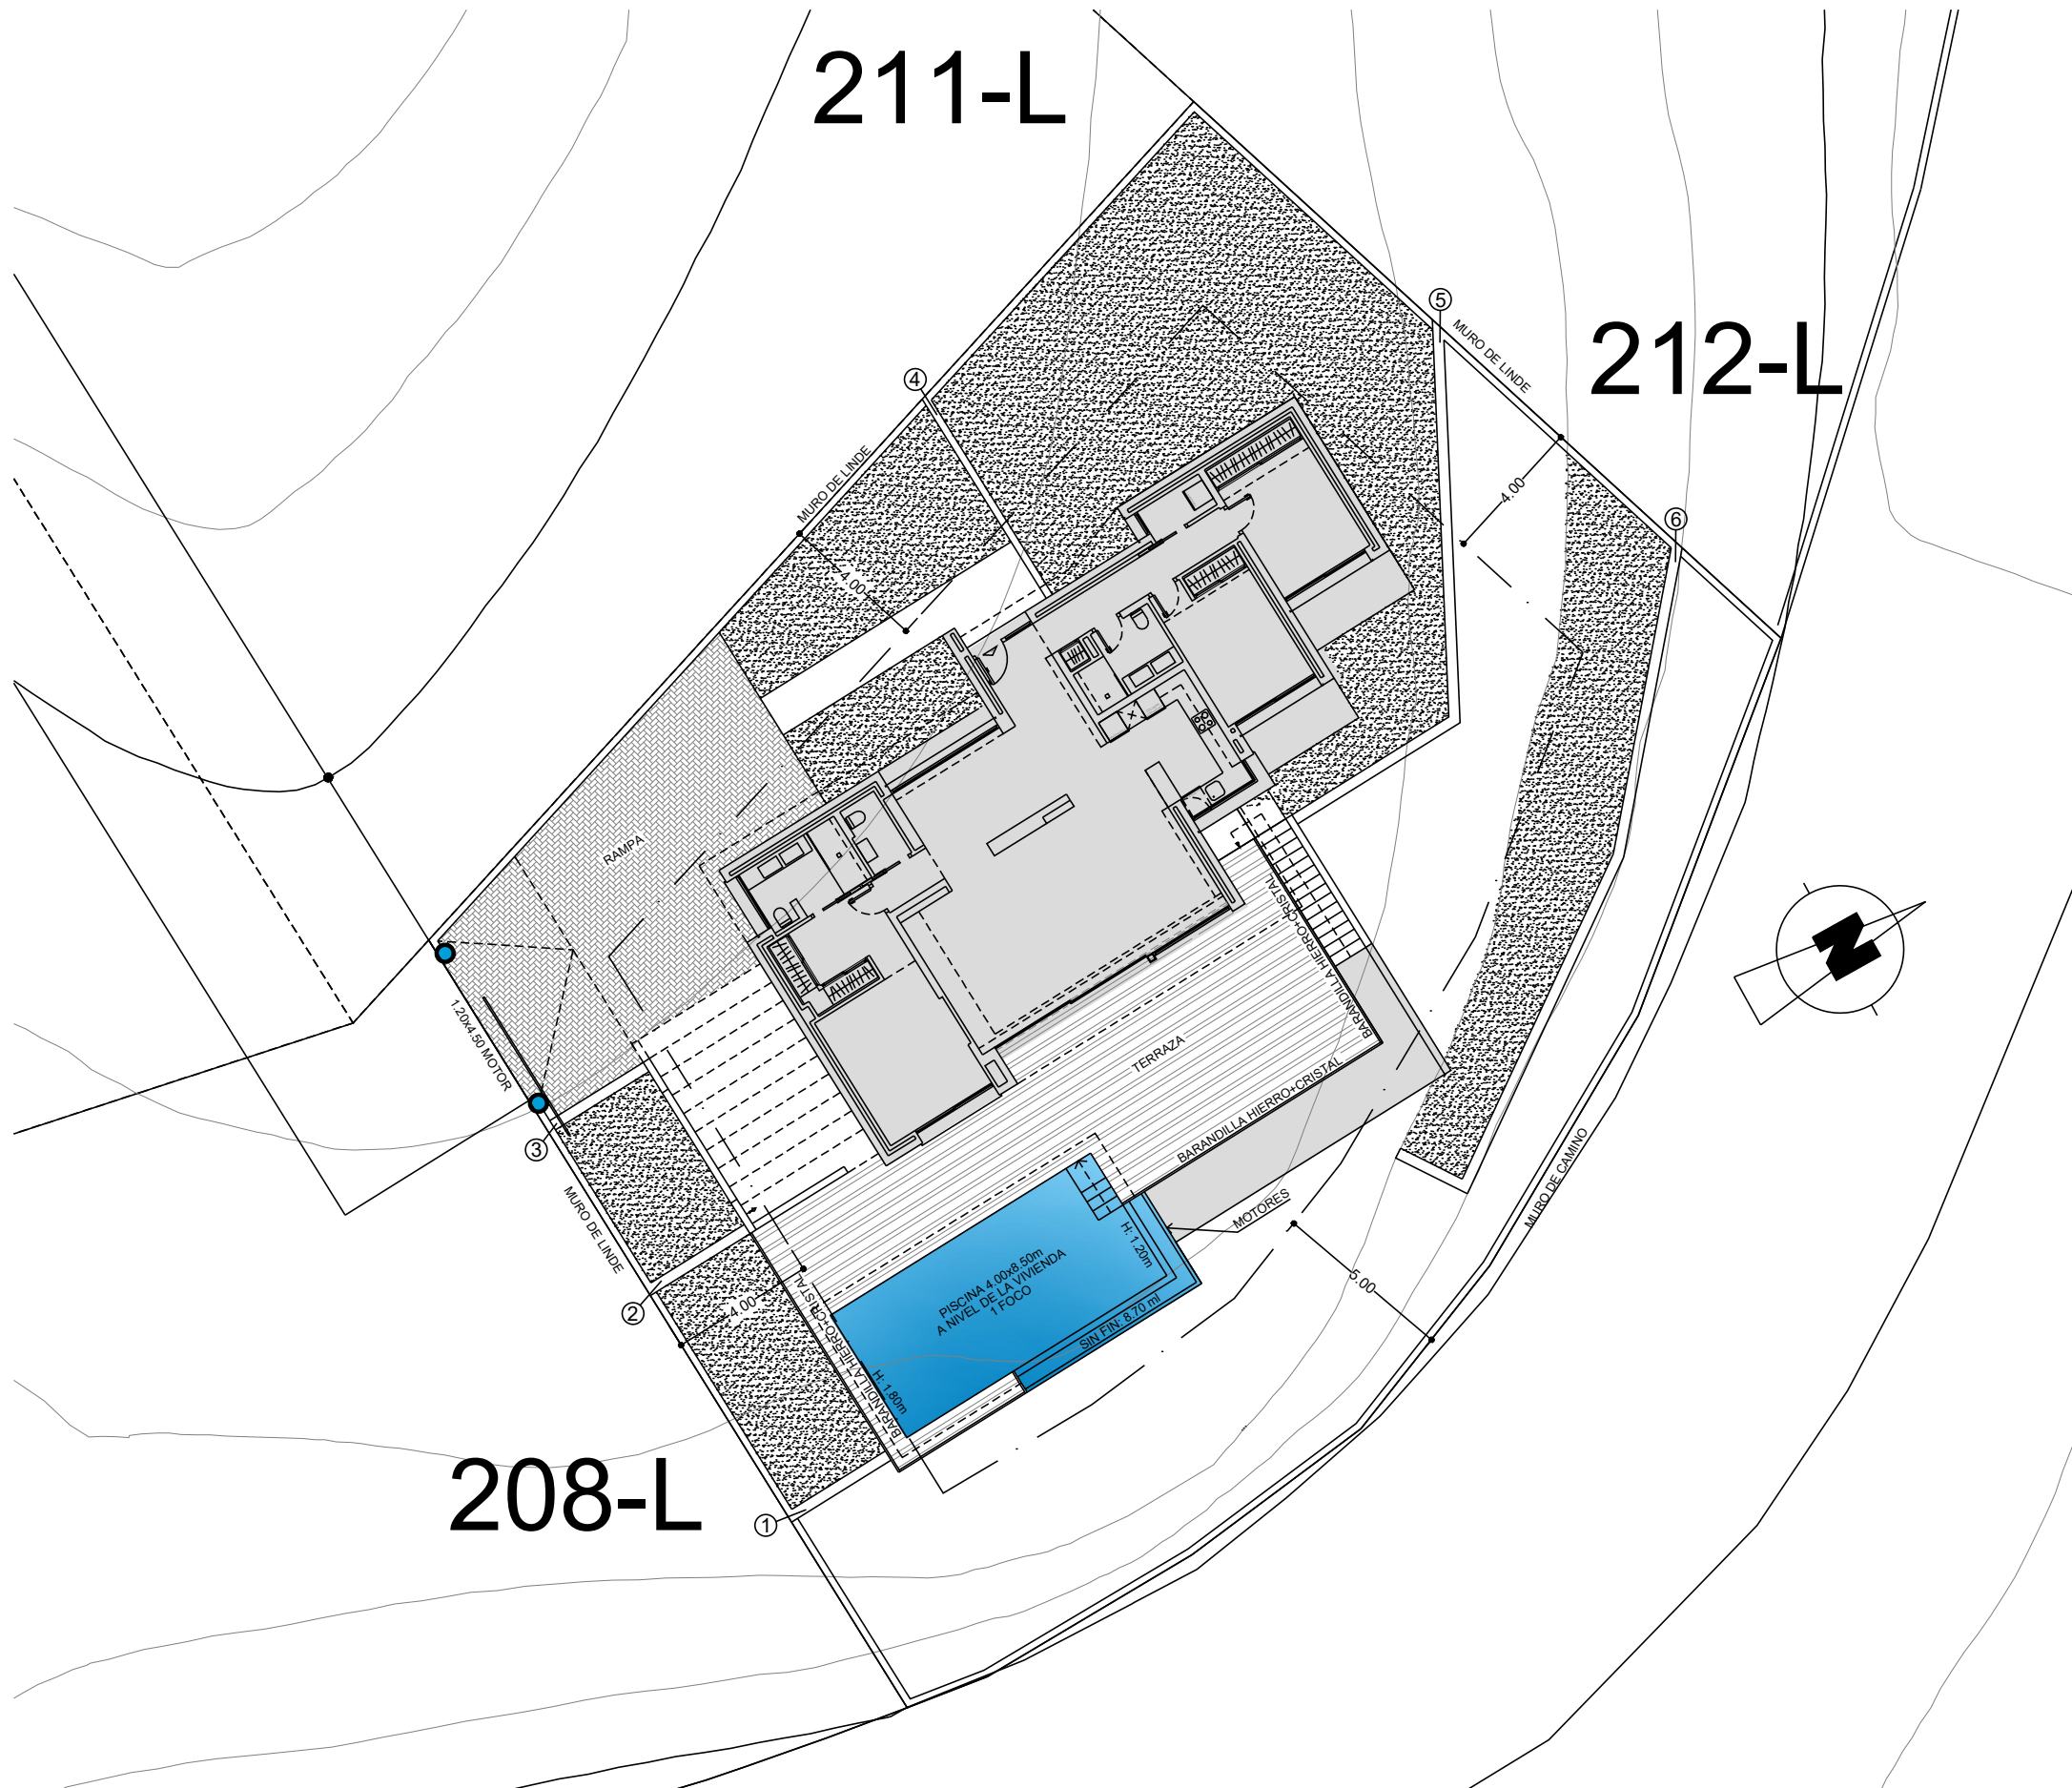 211-L
5
MURO DE LINDE
212-L
4
MURO DE LINDE
4.00
6
4.00
RAMPA
BARANDILLA HIERRO+CRISTAL
N
1.20x4.50 MOTOR
TERRAZA
BARANDILLA HIERRO+CRISTAL
3
MURO DE LINDE
MOTORES
MURO DE CAMINO
H: 1.20m
PISCINA 4.00x8.50m
A NIVEL DE LA VIVIENDA
1 FOCO
2
4.00
5.00
SIN FIN: 8.70 ml
BARANDILLA HIERRO+CRISTAL
H: 1.80m
208-L
1